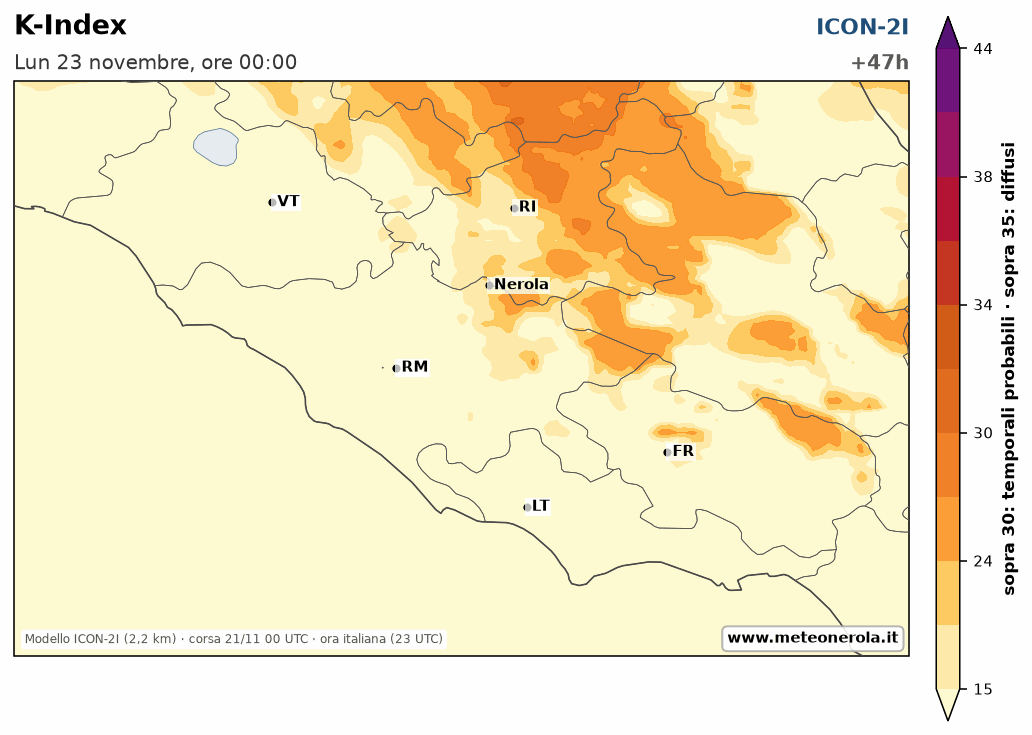 K-Index
ICON-2I
Lun 23 novembre, ore 00:00
+47h
VT
RI
Nerola
RM
FR
LT
Modello ICON-2I (2,2 km) · corsa 21/11 00 UTC · ora italiana (23 UTC)
www.meteonerola.it
44
38
34
30
24
15
sopra 30: temporali probabili · sopra 35: diffusi